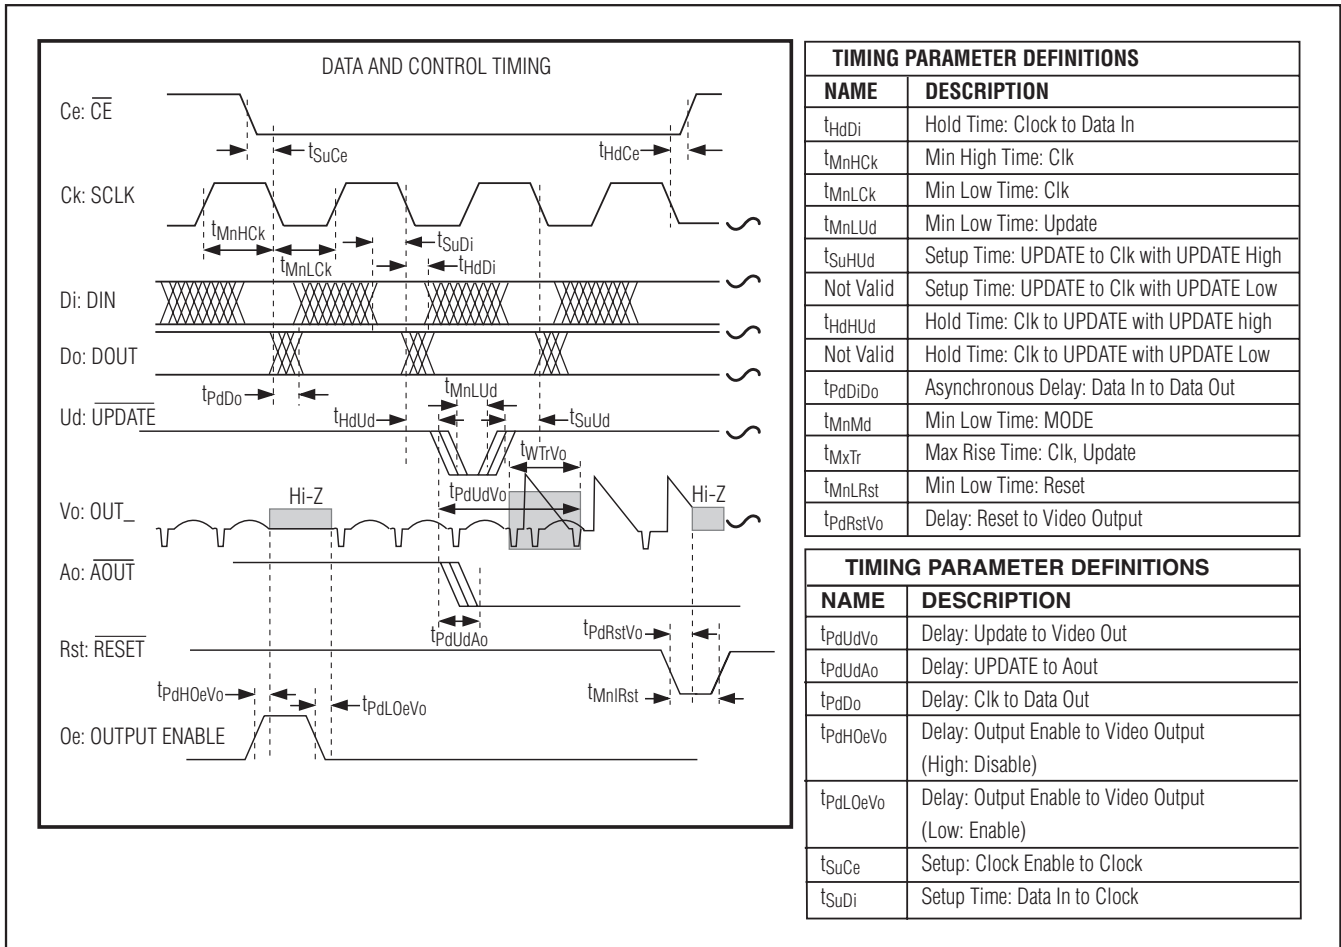 DATA AND CONTROL TIMING
Ce: CE
tSuCe
tHdCe
Ck: SCLK
tMnHCk
tMnLCk
tSuDi
tHdDi
Di: DIN
Do: DOUT
tPdDo
tMnLUd
Ud: UPDATE
tHdUd
tSuUd
tWTrVo
tPdUdVo
Hi-Z
Hi-Z
Vo: OUT_
Ao: AOUT
tPdUdAo
tPdRstVo
Rst: RESET
tMnlRst
tPdHOeVo
tPdLOeVo
Oe: OUTPUT ENABLE
TIMING PARAMETER DEFINITIONS
NAME DESCRIPTION
tHdDi Hold Time: Clock to Data In
tMnHCk Min High Time: Clk
tMnLCk Min Low Time: Clk
tMnLUd Min Low Time: Update
tSuHUd Setup Time: UPDATE to Clk with UPDATE High
Not Valid Setup Time: UPDATE to Clk with UPDATE Low
tHdHUd Hold Time: Clk to UPDATE with UPDATE high
Not Valid Hold Time: Clk to UPDATE with UPDATE Low
tPdDiDo Asynchronous Delay: Data In to Data Out
tMnMd Min Low Time: MODE
tMxTr Max Rise Time: Clk, Update
tMnLRst Min Low Time: Reset
tPdRstVo Delay: Reset to Video Output
TIMING PARAMETER DEFINITIONS
NAME DESCRIPTION
tPdUdVo Delay: Update to Video Out
tPdUdAo Delay: UPDATE to Aout
tPdDo Delay: Clk to Data Out
tPdHOeVo Delay: Output Enable to Video Output
(High: Disable)
tPdLOeVo Delay: Output Enable to Video Output
(Low: Enable)
tSuCe Setup: Clock Enable to Clock
tSuDi Setup Time: Data In to Clock